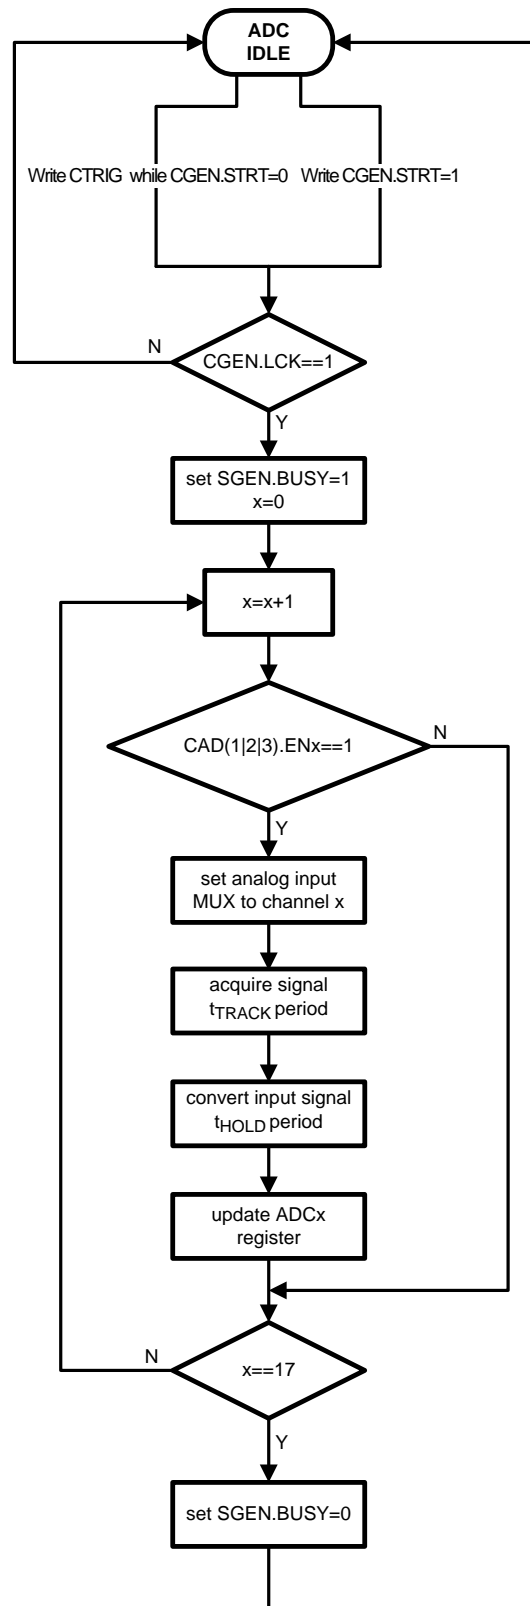 ADC
IDLE
Write CTRIG while CGEN.STRT=0 Write CGEN.STRT=1
N
CGEN.LCK==1
Y
set SGEN.BUSY=1
x=0
x=x+1
CAD(1|2|3).ENx==1
N
Y
set analog input
MUX to channel x
acquire signal
tTRACK period
convert input signal
tHOLD period
update ADCx
register
N
x==17
Y
set SGEN.BUSY=0